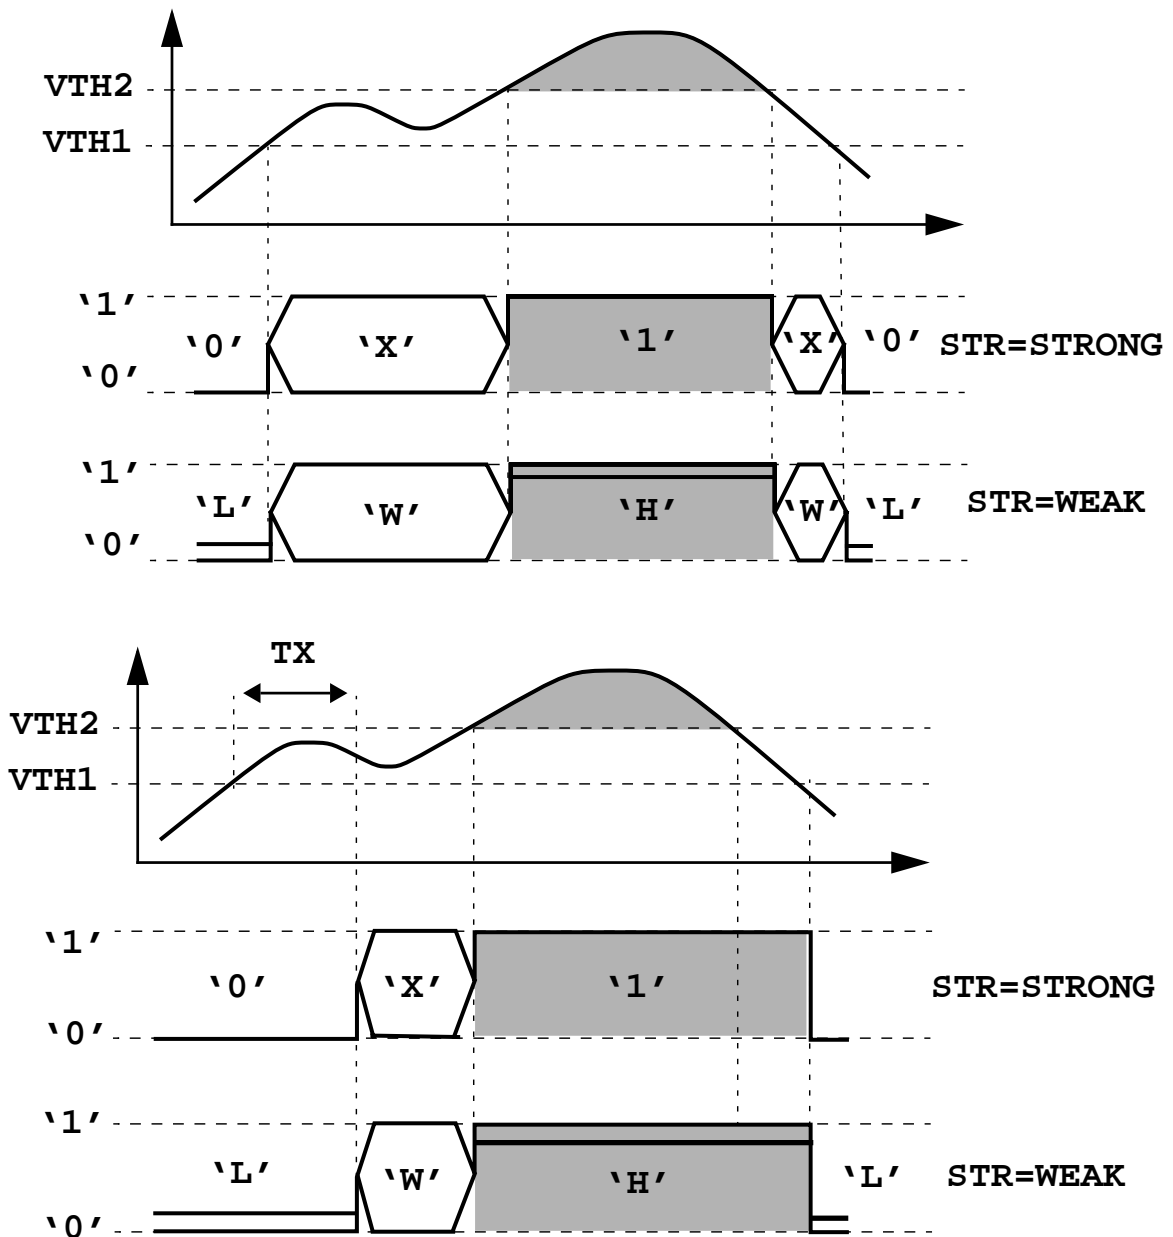 VTH2
VTH1
‘1’
‘0’ ‘X’ ‘1’ ‘X’ ‘0’ STR=STRONG
‘0’
‘1’
‘L’ ‘W’ ‘H’ ‘W’ ‘L’ STR=WEAK
‘0’
TX
VTH2
VTH1
‘1’
‘0’ ‘X’ ‘1’ STR=STRONG
‘0’
‘1’
‘L’ ‘W’ ‘H’ ‘L’ STR=WEAK
‘0’